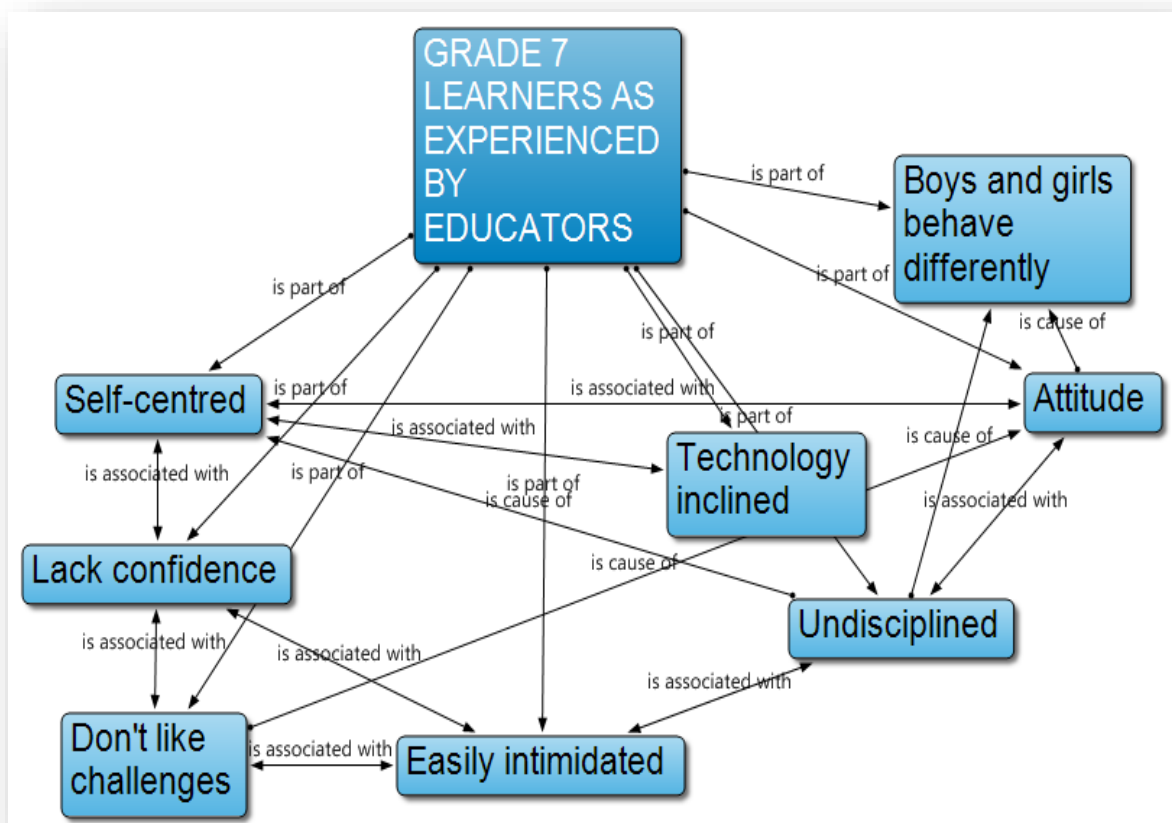 GRADE 7
LEARNERS AS
EXPERIENCED
BY
EDUCATORS
is part of
Boys and girls
behave
differently
is part of
is part of
is cause of
is part of
Self-centred
is part of
is associated with
Attitude
is part of
is associated with
is cause of
Technology
inclined
is associated with
is part of
is part of
is cause of
is associated with
Lack confidence
is cause of
Undisciplined
is associated with
is associated with
is associated with
Don't like
challenges
is associated with
Easily intimidated